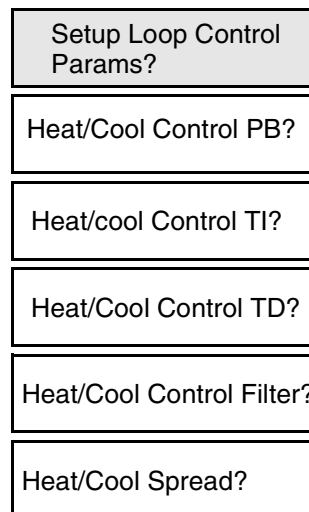 Setup Loop Control
Params?
Heat/Cool Control PB?
Heat/cool Control TI?
Heat/Cool Control TD?
Heat/Cool Control Filter?
Heat/Cool Spread?